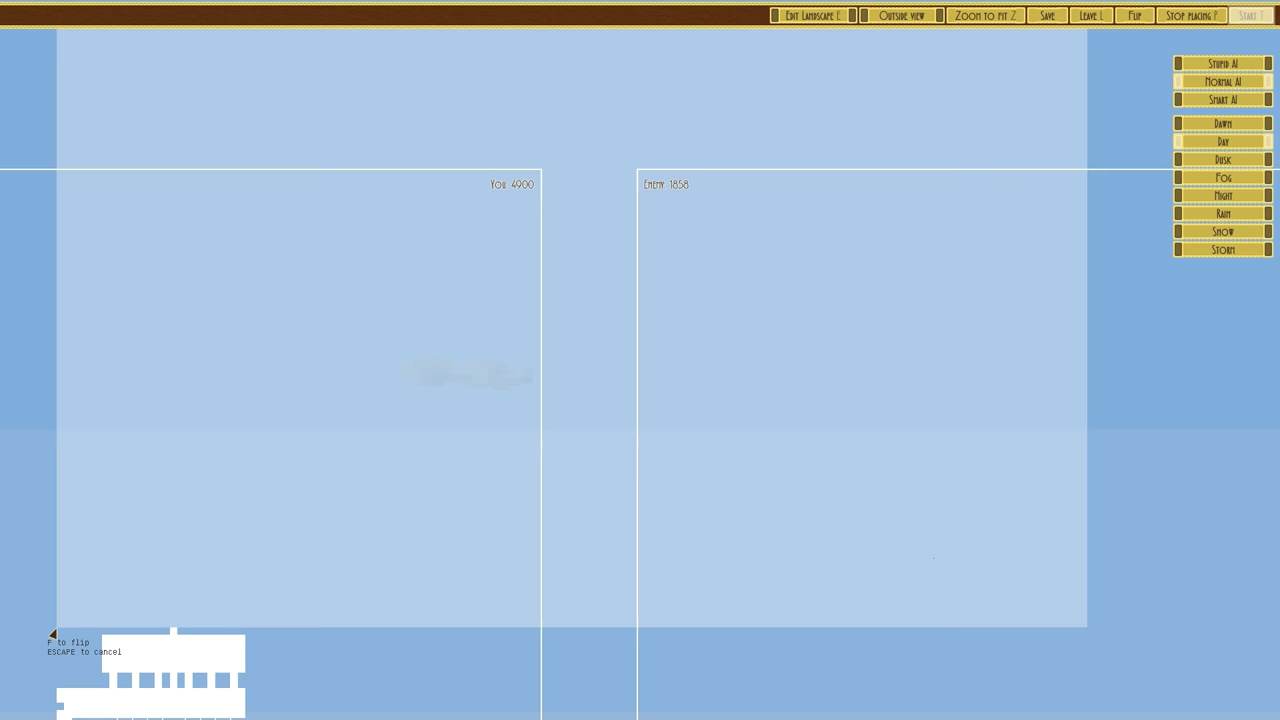 Edit Landscape E
Outside view
Zoom to fit Z
Save
Leave L
Flip
Stop placing P
Start T
Stupid AI
Normal AI
Smart AI
Dawn
Day
Dusk
Fog
Night
Rain
Snow
Storm
You: 4900
Enemy: 1858
F to flip
ESCAPE to cancel